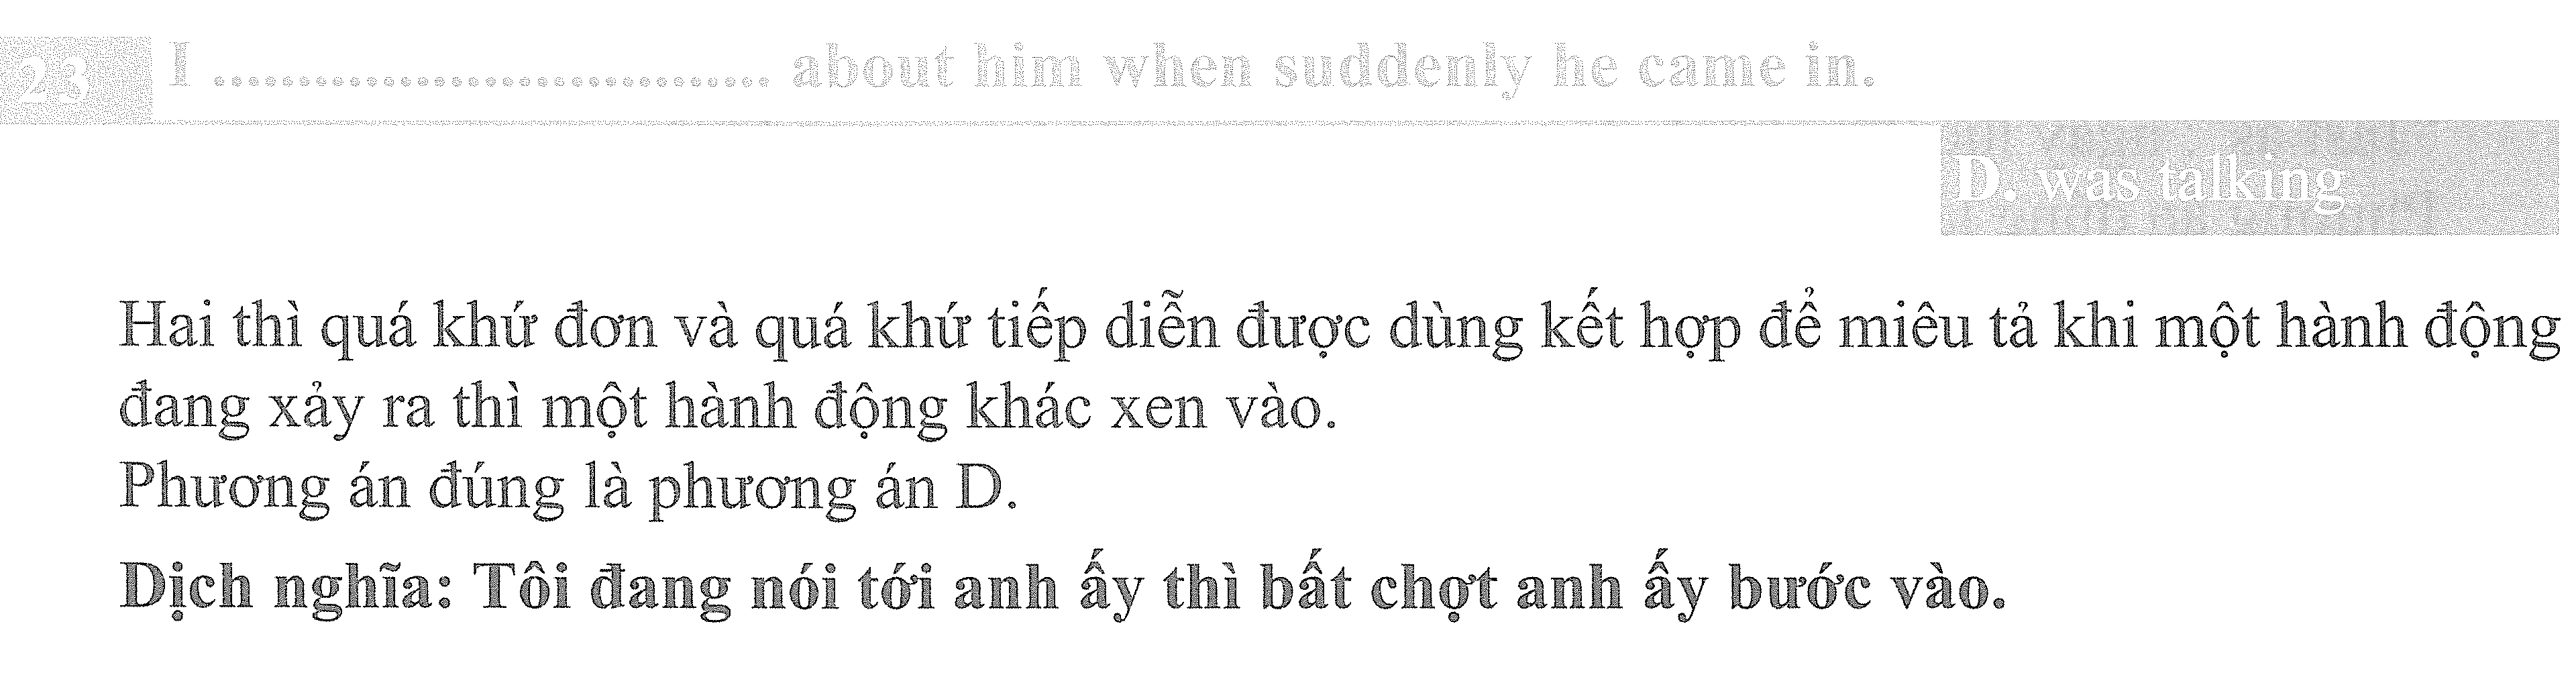 23 I ................................. about him when suddenly he came in.
D. was talking
Hai thì quá khứ đơn và quá khứ tiếp diễn được dùng kết hợp để miêu tả khi một hành động
đang xảy ra thì một hành động khác xen vào.
Phương án đúng là phương án D.
Dịch nghĩa: Tôi đang nói tới anh ấy thì bất chợt anh ấy bước vào.